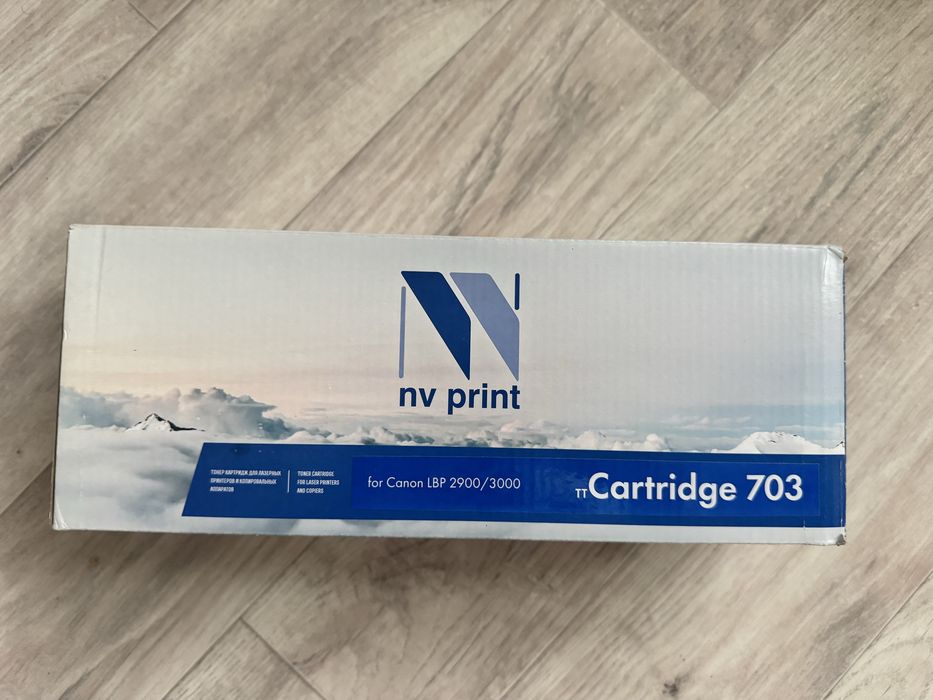 nv print
ТОНЕР КАРТРИДЖ ДЛЯ ЛАЗЕРНЫХ
ПРИНТЕРОВ И КОПИРОВАЛЬНЫХ
АППАРАТОВ
TONER CARTRIDGE
FOR LASER PRINTERS
AND COPIERS
for Canon LBP 2900/3000
TT Cartridge 703